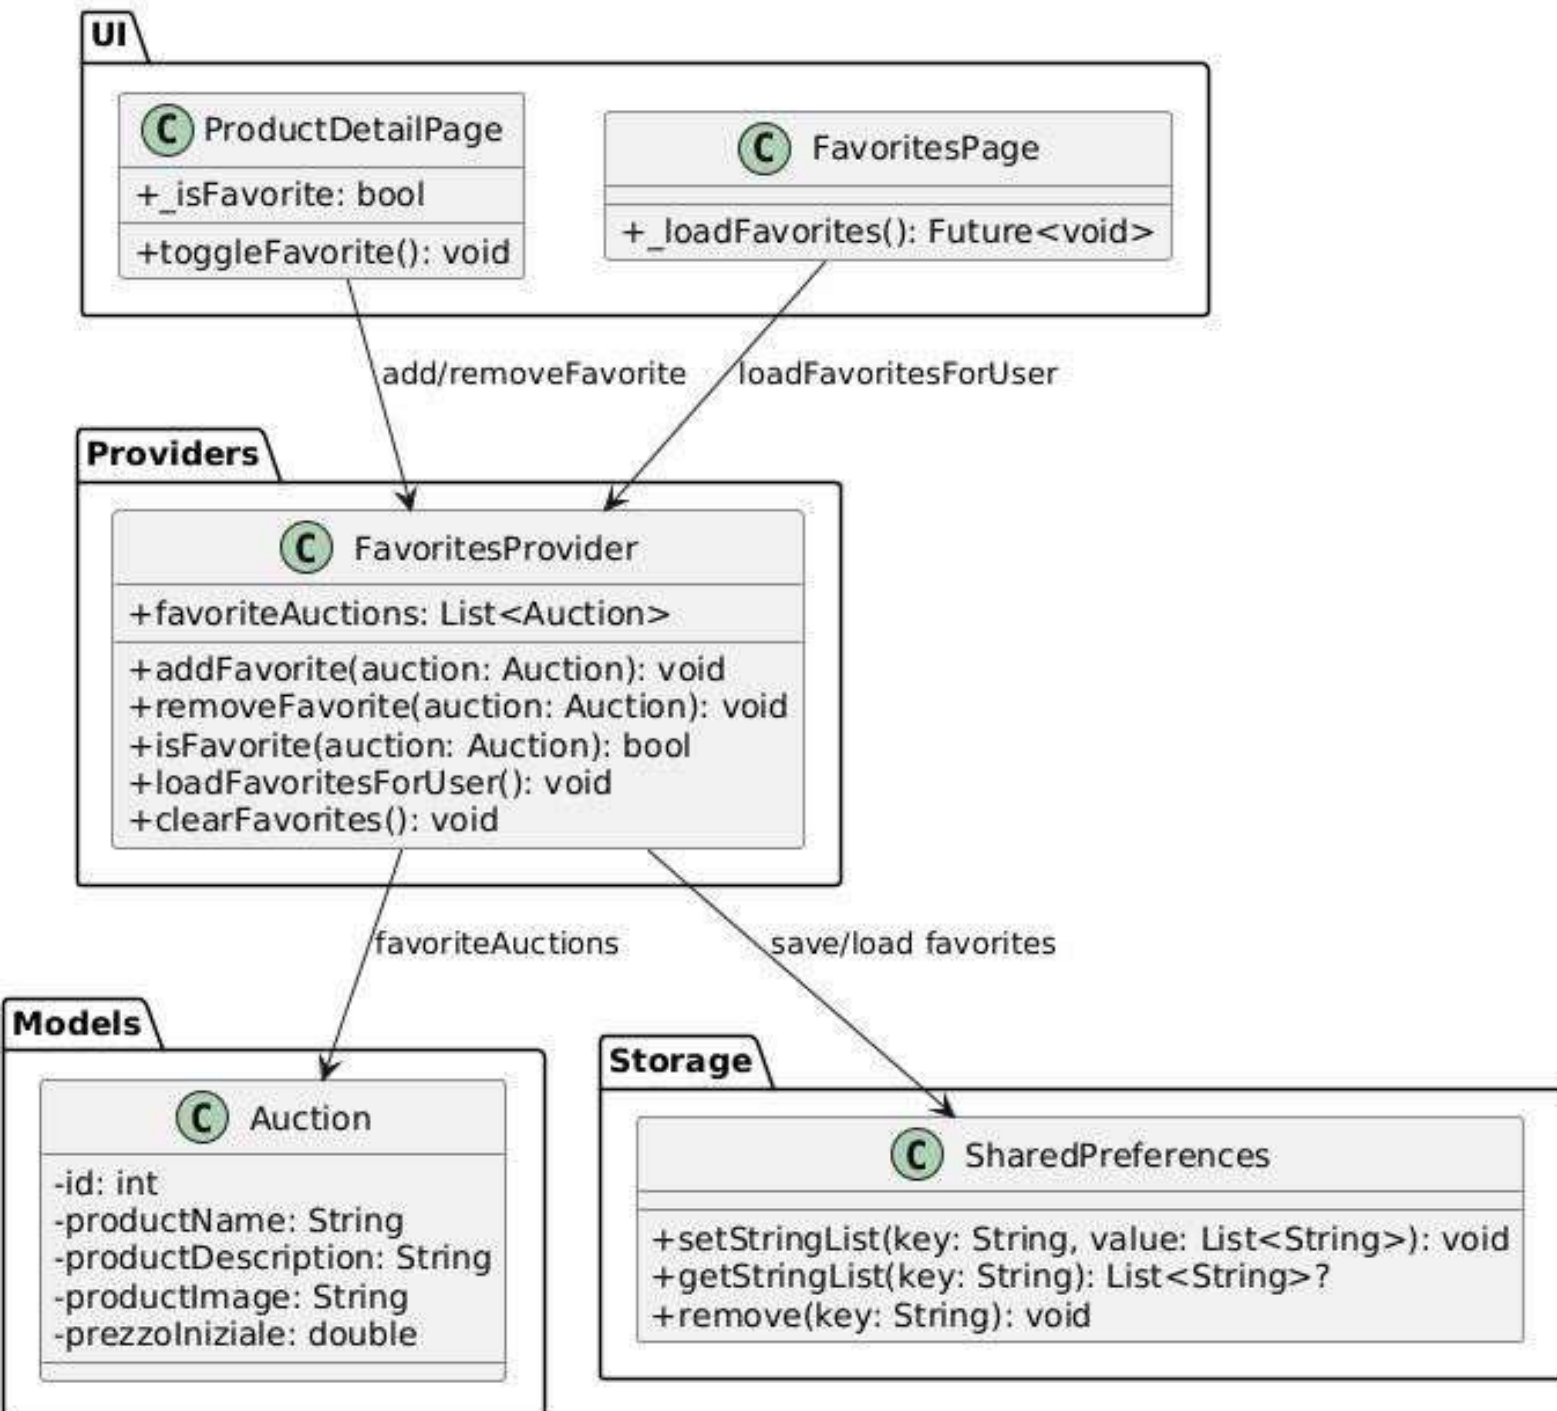 UI
C ProductDetailPage
+_isFavorite: bool
+toggleFavorite(): void
C FavoritesPage
+_loadFavorites(): Future<void>
add/removeFavorite
loadFavoritesForUser
Providers
C FavoritesProvider
+favoriteAuctions: List<Auction>
+addFavorite(auction: Auction): void
+removeFavorite(auction: Auction): void
+isFavorite(auction: Auction): bool
+loadFavoritesForUser(): void
+clearFavorites(): void
favoriteAuctions
save/load favorites
Models
C Auction
-id: int
-productName: String
-productDescription: String
-productImage: String
-prezzoIniziale: double
Storage
C SharedPreferences
+setStringList(key: String, value: List<String>): void
+getStringList(key: String): List<String>?
+remove(key: String): void